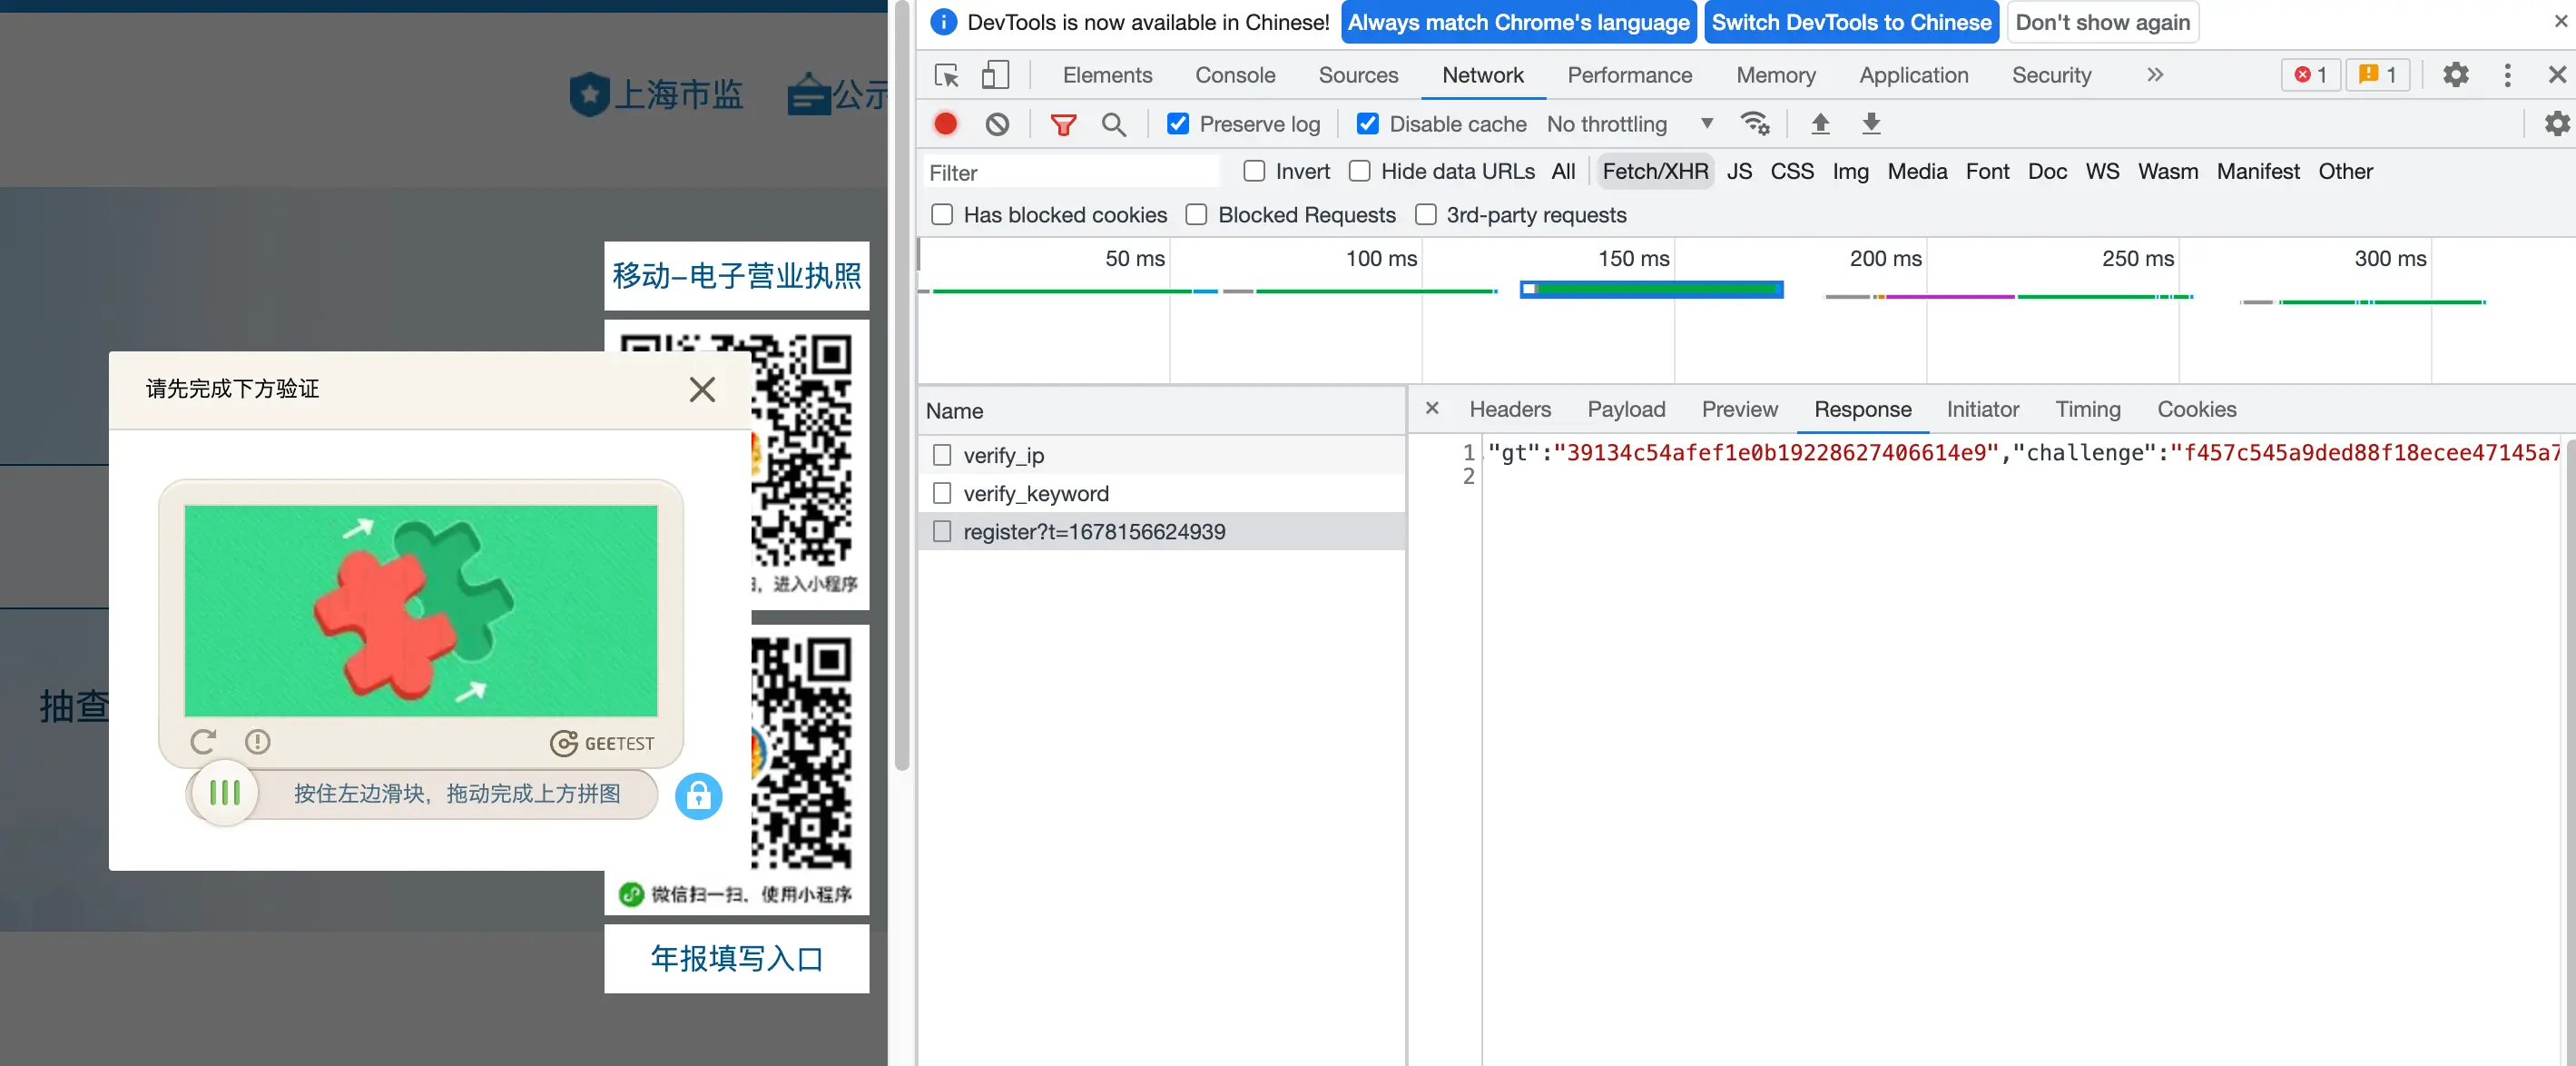 上海市监
公示
移动-电子营业执照
，进入小程序
微信扫一扫，使用小程序
年报填写入口
抽查
请先完成下方验证
GEETEST
按住左边滑块，拖动完成上方拼图
DevTools is now available in Chinese! Always match Chrome's language Switch DevTools to Chinese Don't show again
Elements Console Sources Network Performance Memory Application Security 1 1
Preserve log Disable cache No throttling
Filter Invert Hide data URLs All Fetch/XHR JS CSS Img Media Font Doc WS Wasm Manifest Other
Has blocked cookies Blocked Requests 3rd-party requests
50 ms 100 ms 150 ms 200 ms 250 ms 300 ms
Name
verify_ip
verify_keyword
register?t=1678156624939
Headers Payload Preview Response Initiator Timing Cookies
1 "gt":"39134c54afef1e0b19228627406614e9","challenge":"f457c545a9ded88f18ecee47145a7
2